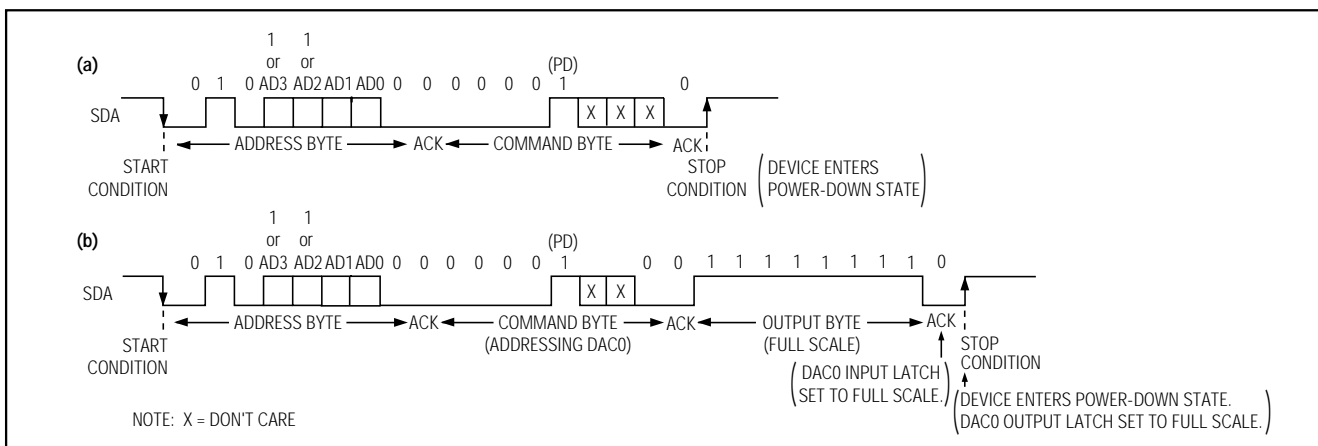 (a)
1 1
or or
0 1 0 AD3 AD2 AD1 AD0 0 0 0 0 0 0 (PD) 1 0
SDA X X X
ADDRESS BYTE ACK COMMAND BYTE ACK
START CONDITION
STOP CONDITION
(DEVICE ENTERS
POWER-DOWN STATE)
(b)
1 1
or or
0 1 0 AD3 AD2 AD1 AD0 0 0 0 0 0 0 (PD) 1 0 0 1 1 1 1 1 1 1 1 0
SDA X X
ADDRESS BYTE ACK COMMAND BYTE ACK OUTPUT BYTE ACK
(ADDRESSING DAC0) (FULL SCALE)
START CONDITION
STOP CONDITION
(DAC0 INPUT LATCH
SET TO FULL SCALE.)
(DEVICE ENTERS POWER-DOWN STATE.
DAC0 OUTPUT LATCH SET TO FULL SCALE.)
NOTE: X = DON'T CARE